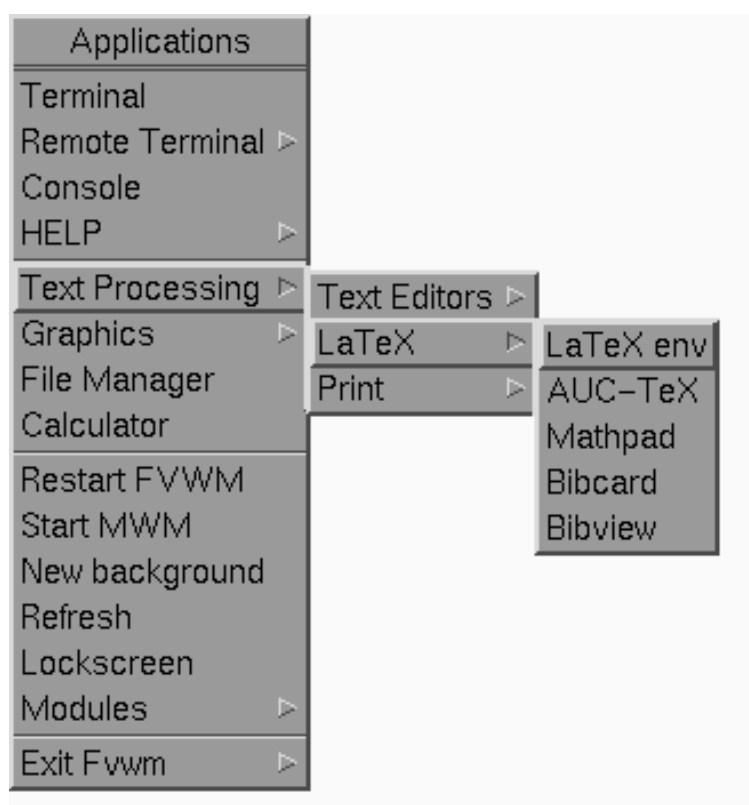 Applications
Terminal
Remote Terminal
Console
HELP
Text Processing
Graphics
File Manager
Calculator
Restart FVWM
Start MWM
New background
Refresh
Lockscreen
Modules
Exit Fvwm
Text Editors
LaTeX
Print
LaTeX env
AUC-TeX
Mathpad
Bibcard
Bibview